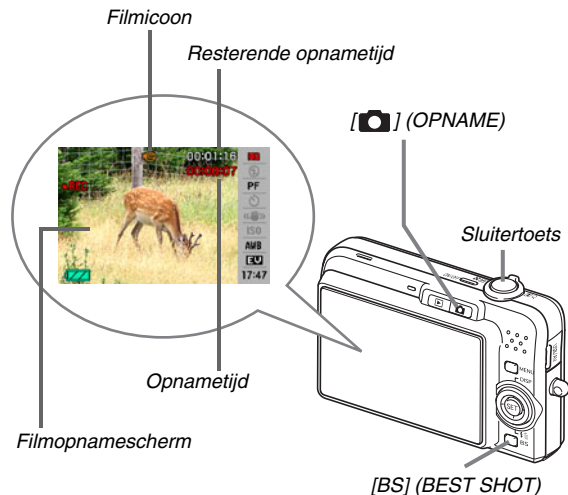 Filmicoon
Resterende opnametijd
[📷] (OPNAME)
00:01:16
00:00:07
●REC
PF
ISO
AWB
EV
17:47
Sluitertoets
MENU
DISP
SET
BS
Opnametijd
Filmopnamescherm
[BS] (BEST SHOT)